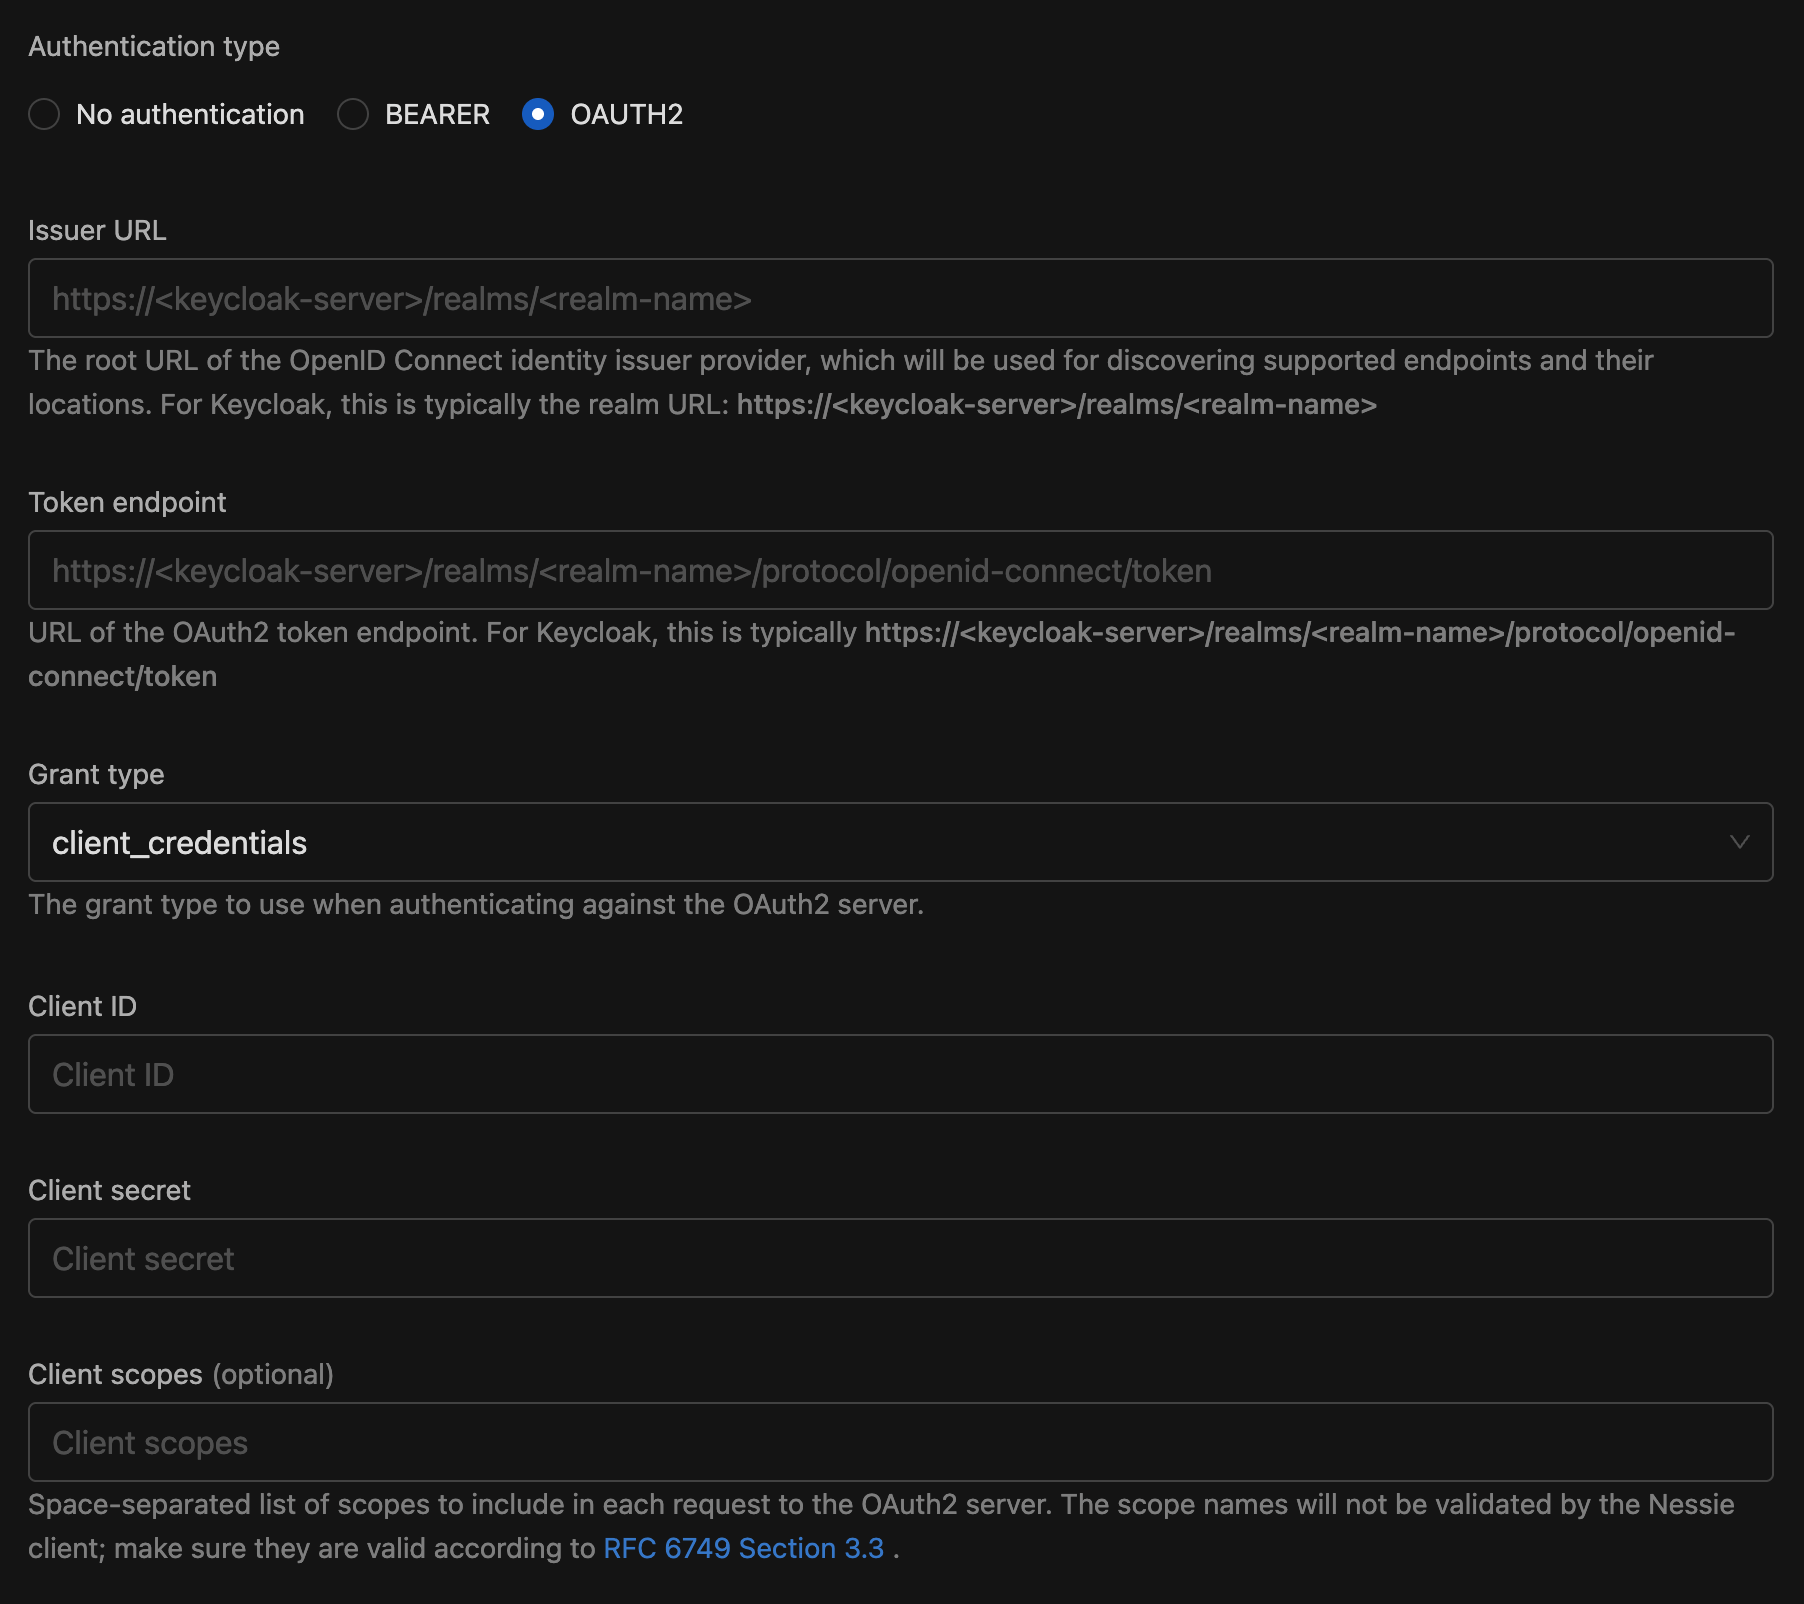 Authentication type
No authentication BEARER OAUTH2
Issuer URL
https://<keycloak-server>/realms/<realm-name>
The root URL of the OpenID Connect identity issuer provider, which will be used for discovering supported endpoints and their
locations. For Keycloak, this is typically the realm URL: https://<keycloak-server>/realms/<realm-name>
Token endpoint
https://<keycloak-server>/realms/<realm-name>/protocol/openid-connect/token
URL of the OAuth2 token endpoint. For Keycloak, this is typically https://<keycloak-server>/realms/<realm-name>/protocol/openid-
connect/token
Grant type
client_credentials
The grant type to use when authenticating against the OAuth2 server.
Client ID
Client ID
Client secret
Client secret
Client scopes (optional)
Client scopes
Space-separated list of scopes to include in each request to the OAuth2 server. The scope names will not be validated by the Nessie
client; make sure they are valid according to RFC 6749 Section 3.3 .